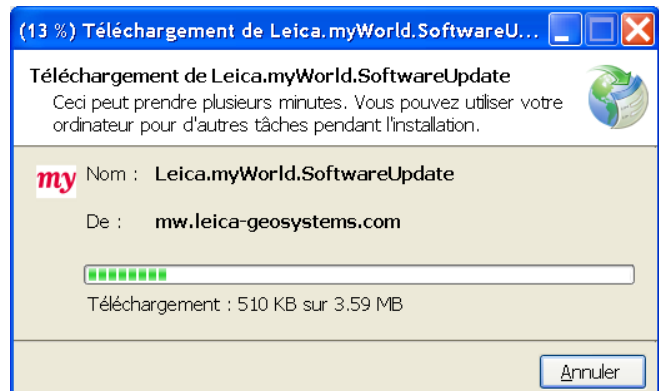 (13 %) Téléchargement de Leica.myWorld.SoftwareU...
Téléchargement de Leica.myWorld.SoftwareUpdate
Ceci peut prendre plusieurs minutes. Vous pouvez utiliser votre
ordinateur pour d'autres tâches pendant l'installation.
my Nom : Leica.myWorld.SoftwareUpdate
De : mw.leica-geosystems.com
Téléchargement : 510 KB sur 3.59 MB
Annuler